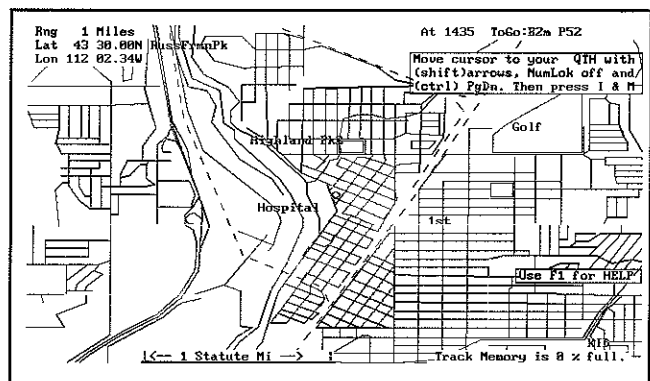 Rng 1 Miles
Lat 43 30.00N
Lon 112 02.34W
RussFrmnPk
At 1435 ToGo:B2m P52
Move cursor to your QTH with
(shift)arrows, NumLok off and
(ctrl) PgDn. Then press I & M
Golf
Highland Pk
Hospital
1st
Use F1 for HELP
|<-- 1 Statute Mi -->|
Track Memory is 0 % full.